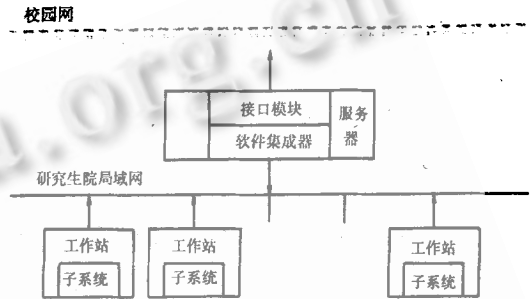 校园网
接口模块
服务器
软件集成器
研究生院局域网
工作站 工作站 工作站
子系统 子系统 子系统